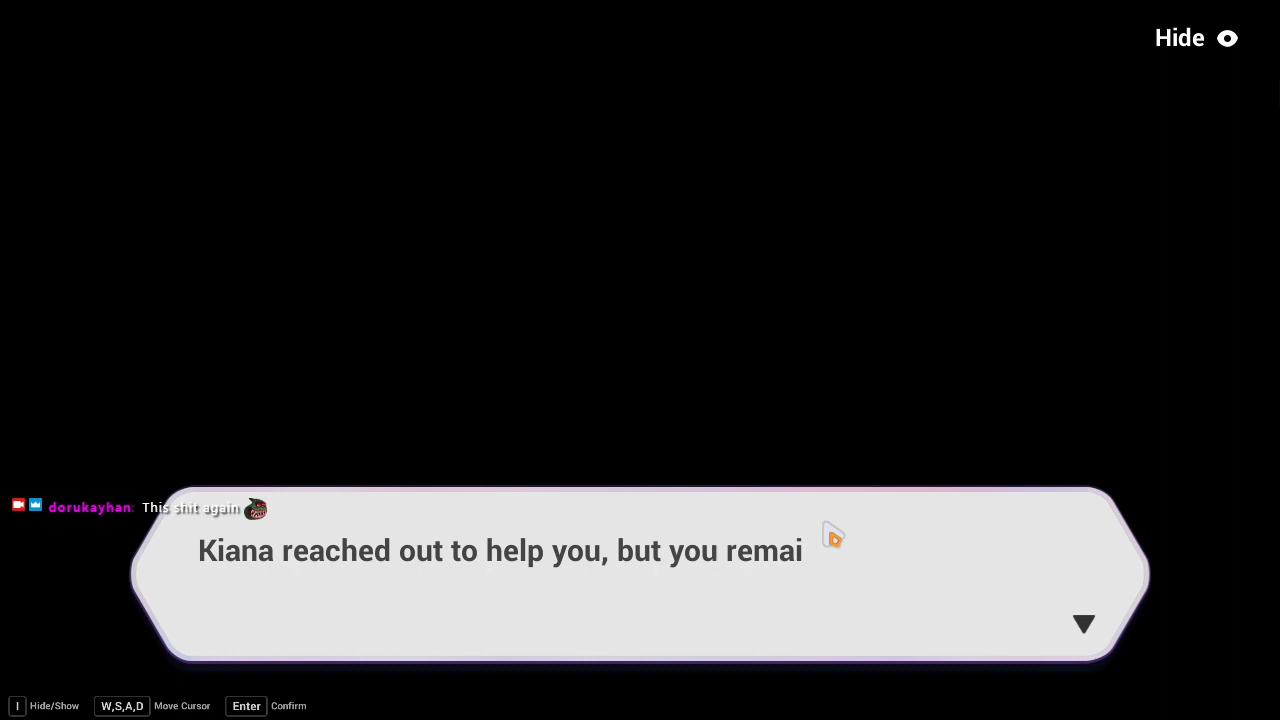 Hide
dorukayhan: This shit again
Kiana reached out to help you, but you remai
I Hide/Show W,S,A,D Move Cursor Enter Confirm